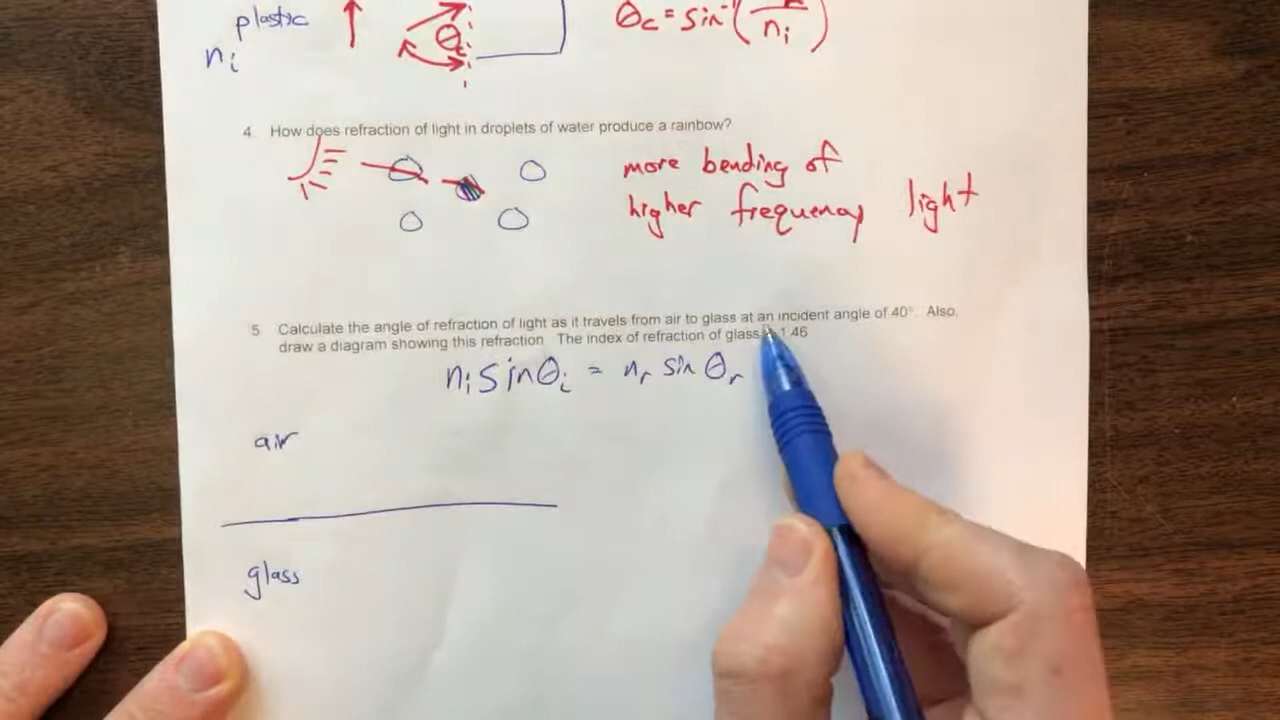 plastic
nᵢ
θ
θc = sin⁻¹( / nᵢ )
4. How does refraction of light in droplets of water produce a rainbow?
more bending of
higher frequency light
5 Calculate the angle of refraction of light as it travels from air to glass at an incident angle of 40°. Also,
draw a diagram showing this refraction. The index of refraction of glass 1.46
nᵢ sinθᵢ = nᵣ sin θᵣ
air
glass